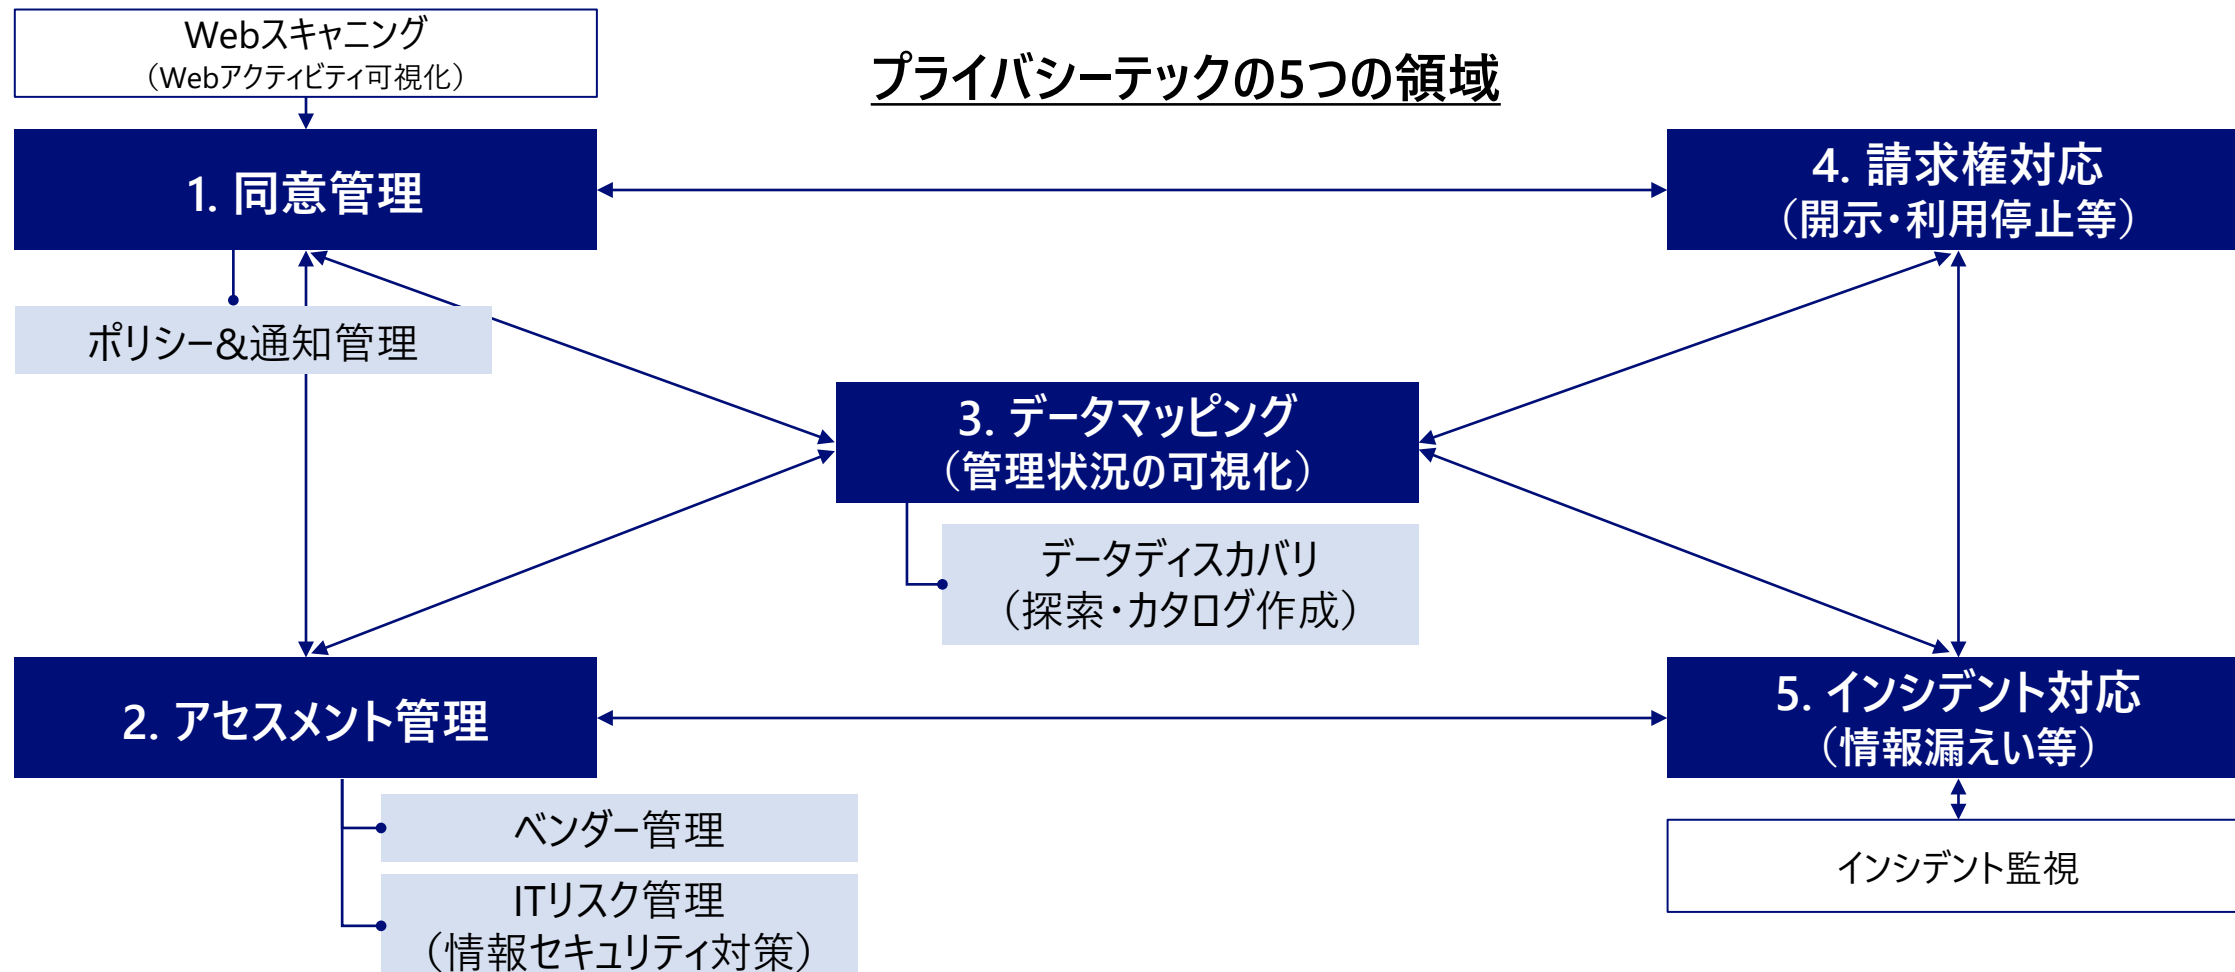 Webスキャニング
（Webアクティビティ可視化）
プライバシーテックの5つの領域
1. 同意管理
4. 請求権対応
（開示・利用停止等）
ポリシー&通知管理
3. データマッピング
（管理状況の可視化）
データディスカバリ
（探索・カタログ作成）
2. アセスメント管理
5. インシデント対応
（情報漏えい等）
ベンダー管理
インシデント監視
ITリスク管理
（情報セキュリティ対策）